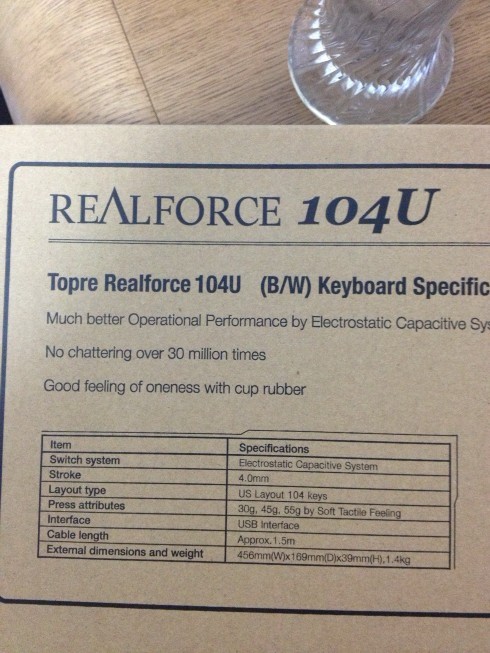 REALFORCE 104U
Topre Realforce 104U (B/W) Keyboard Specific
Much better Operational Performance by Electrostatic Capacitive Sys
No chattering over 30 million times
Good feeling of oneness with cup rubber
Item Specifications
Switch system Electrostatic Capacitive System
Stroke 4.0mm
Layout type US Layout 104 keys
Press attributes 30g, 45g, 55g by Soft Tactile Feeling
Interface USB Interface
Cable length Approx.1.5m
External dimensions and weight 456mm(W)x169mm(D)x39mm(H),1.4kg